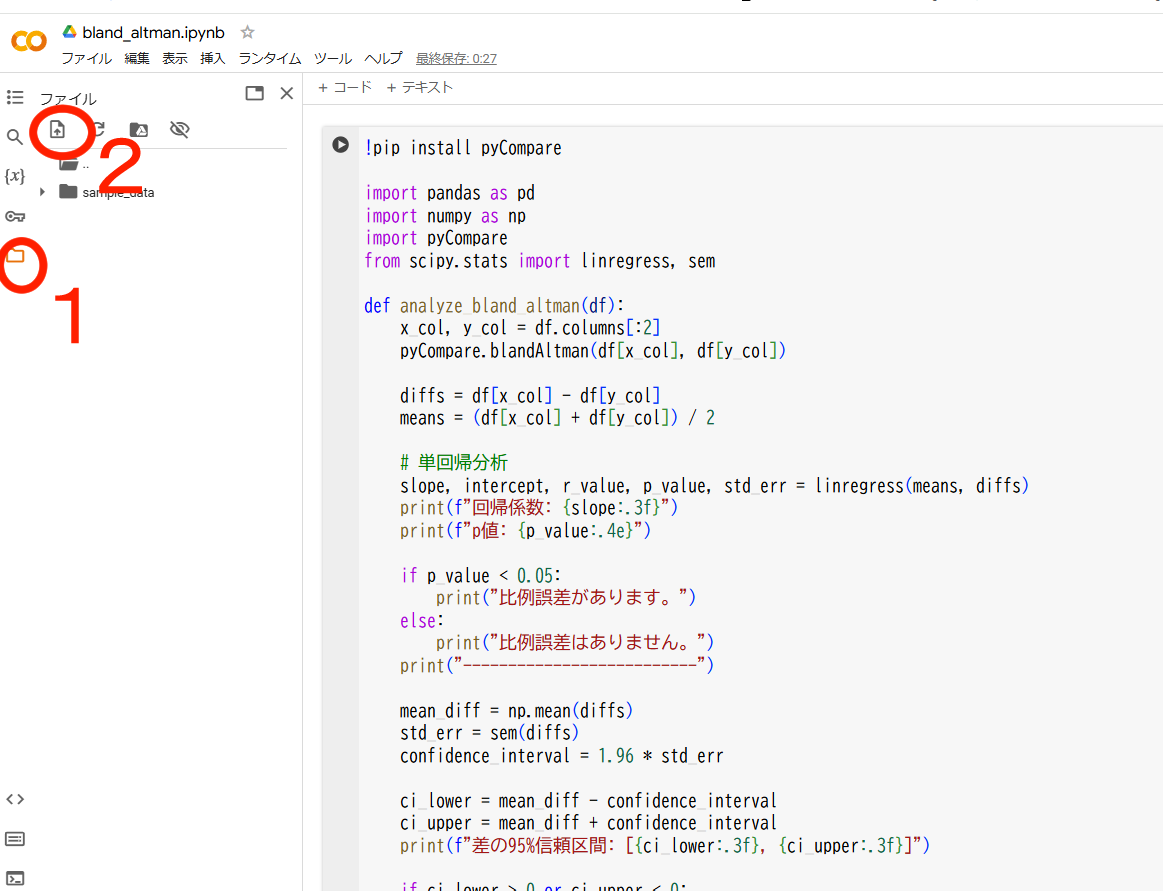 bland_altman.ipynb
ファイル 編集 表示 挿入 ランタイム ツール ヘルプ 最終保存: 0:27
ファイル
+ コード + テキスト
2
..
{x}
sample_data
1
!pip install pyCompare
import pandas as pd
import numpy as np
import pyCompare
from scipy.stats import linregress, sem
def analyze_bland_altman(df):
x_col, y_col = df.columns[:2]
pyCompare.blandAltman(df[x_col], df[y_col])
diffs = df[x_col] - df[y_col]
means = (df[x_col] + df[y_col]) / 2
# 単回帰分析
slope, intercept, r_value, p_value, std_err = linregress(means, diffs)
print(f"回帰係数: {slope:.3f}")
print(f"p値: {p_value:.4e}")
if p_value < 0.05:
print("比例誤差があります。")
else:
print("比例誤差はありません。")
print("--------------------------")
mean_diff = np.mean(diffs)
std_err = sem(diffs)
confidence_interval = 1.96 * std_err
ci_lower = mean_diff - confidence_interval
ci_upper = mean_diff + confidence_interval
print(f"差の95%信頼区間: [{ci_lower:.3f}, {ci_upper:.3f}]")
if ci_lower > 0 or ci_upper < 0: